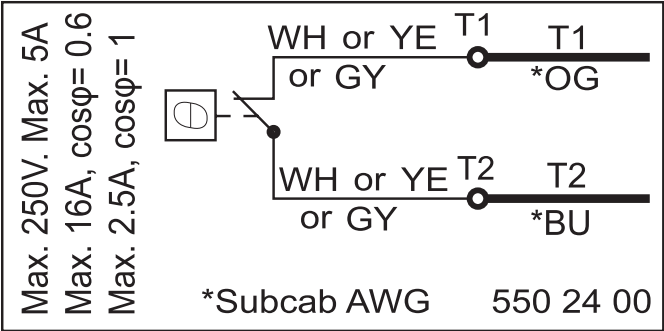 Max. 250V. Max. 5A
Max. 16A, cosφ= 0.6
Max. 2.5A, cosφ= 1
WH or YE
or GY
T1
T1
*OG
WH or YE
or GY
T2
T2
*BU
*Subcab AWG
550 24 00